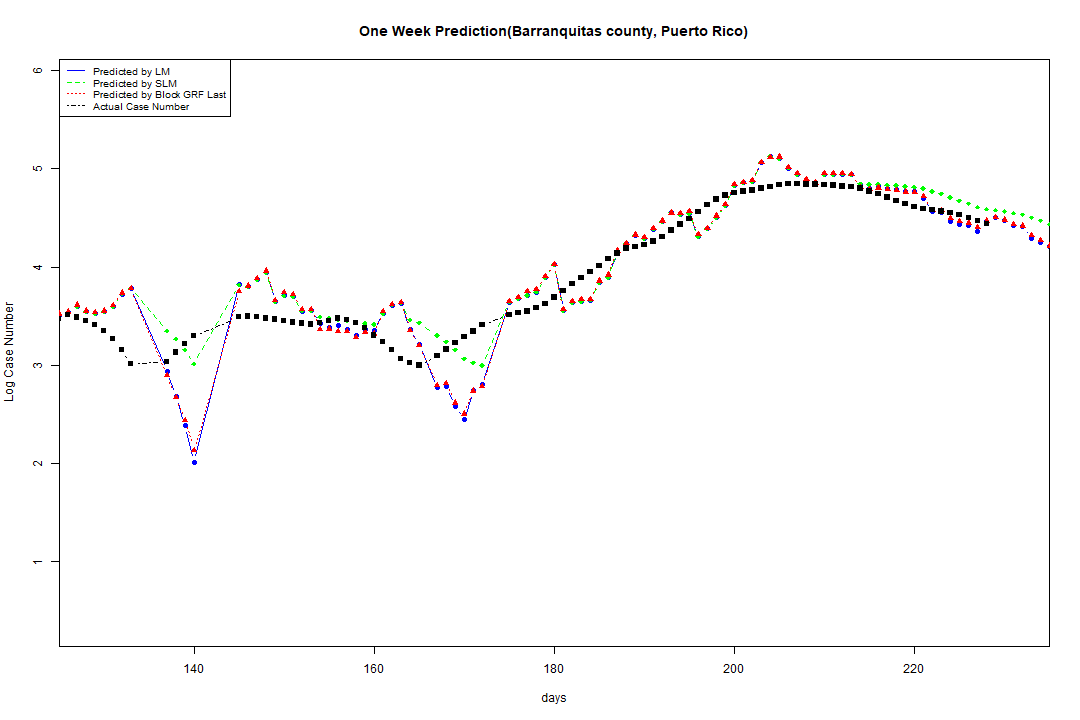 One Week Prediction(Barranquitas county, Puerto Rico)
Predicted by LM
Predicted by SLM
Predicted by Block GRF Last
Actual Case Number
Log Case Number
6
5
4
3
2
1
140 160 180 200 220
days